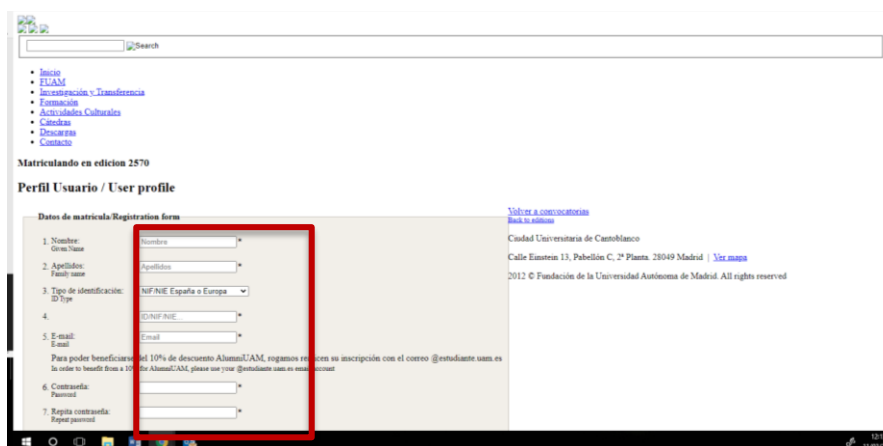 Search
Inicio
FUAM
Investigación y Transferencia
Formación
Actividades Culturales
Cátedras
Descargas
Contacto
Matriculando en edicion 2570
Perfil Usuario / User profile
Datos de matricula/Registration form
1. Nombre: Nombre *
Given Name
2. Apellidos: Apellidos *
Family name
3. Tipo de identificación: NIF/NIE España o Europa
ID Type
4. ID/NIF/NIE... *
5. E-mail: Email *
E-mail
Para poder beneficiarse del 10% de descuento AlumniUAM, rogamos su inscripción con el correo @estudiante.uam.es
In order to benefit from a 10% for AlumniUAM, please use your @estudiante.uam.es email account
6. Contraseña: *
Password
7. Repita contraseña: *
Repeat password
Volver a convocatorias
Back to editions
Ciudad Universitaria de Cantoblanco
Calle Einstein 13, Pabellón C, 2ª Planta. 28049 Madrid | Ver mapa
2012 © Fundación de la Universidad Autónoma de Madrid. All rights reserved